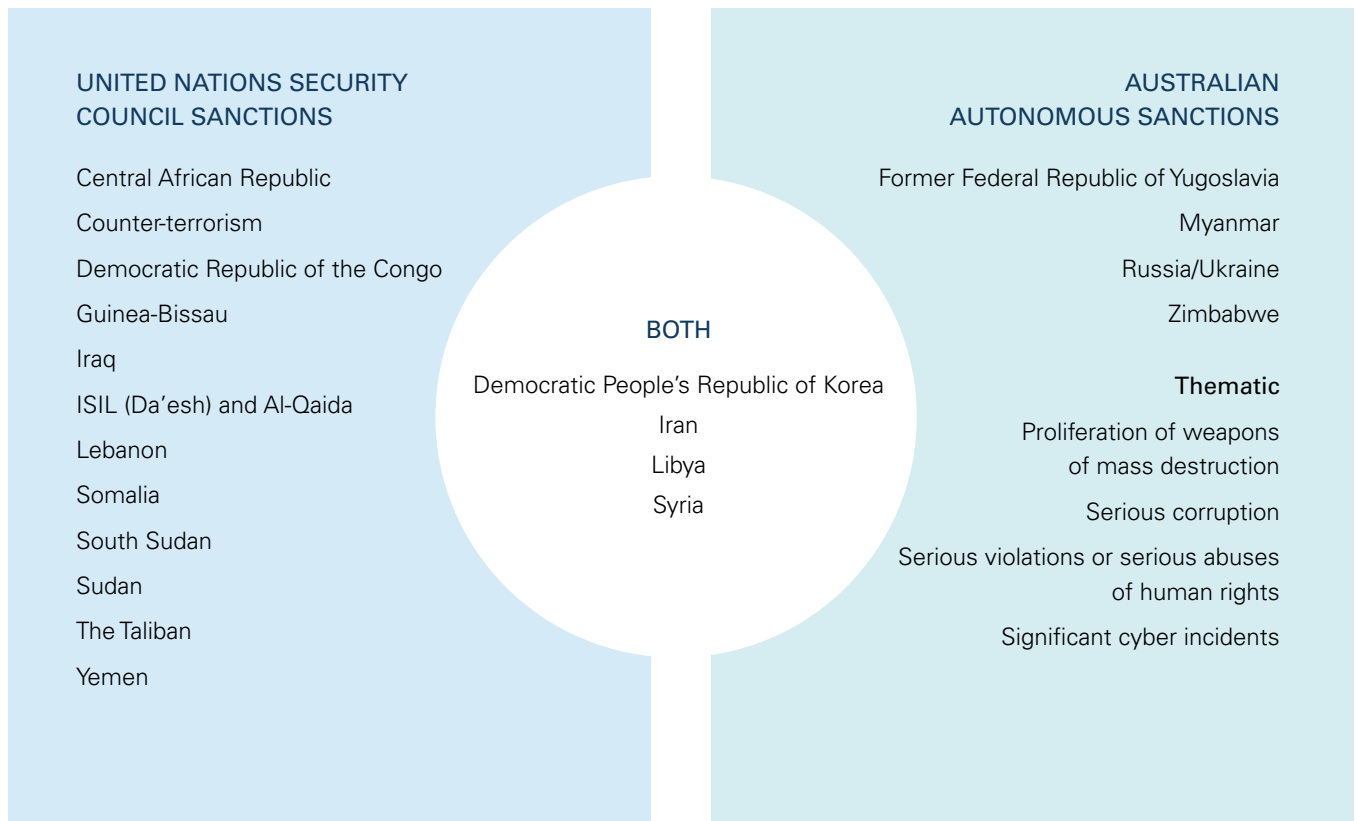 UNITED NATIONS SECURITY
COUNCIL SANCTIONS
Central African Republic
Counter-terrorism
Democratic Republic of the Congo
Guinea-Bissau
Iraq
ISIL (Da’esh) and Al-Qaida
Lebanon
Somalia
South Sudan
Sudan
The Taliban
Yemen
BOTH
Democratic People’s Republic of Korea
Iran
Libya
Syria
AUSTRALIAN
AUTONOMOUS SANCTIONS
Former Federal Republic of Yugoslavia
Myanmar
Russia/Ukraine
Zimbabwe
Thematic
Proliferation of weapons
of mass destruction
Serious corruption
Serious violations or serious abuses
of human rights
Significant cyber incidents